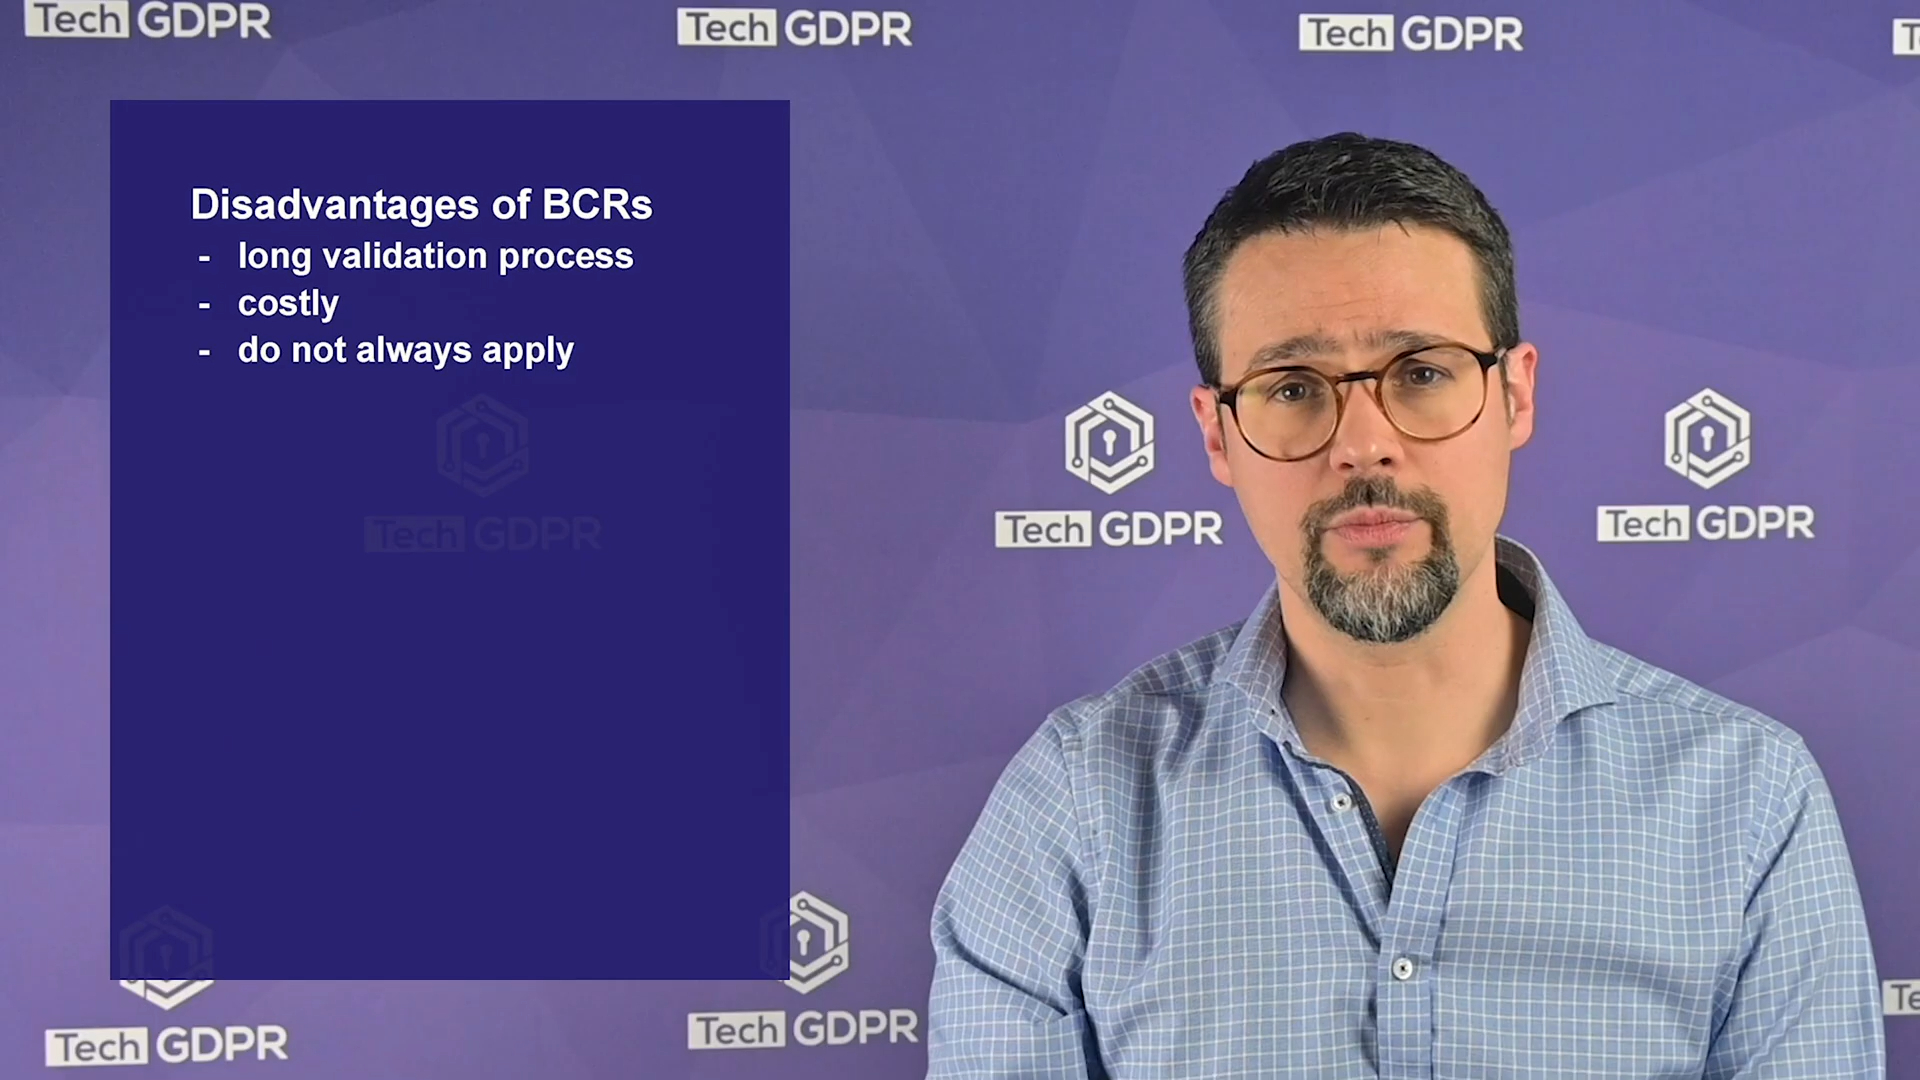 Tech GDPR
Tech GDPR
Tech GDPR
Disadvantages of BCRs
- long validation process
- costly
- do not always apply
Tech GDPR
Tech GDPR
Tech GDPR
Tech GDPR
Tech GDPR